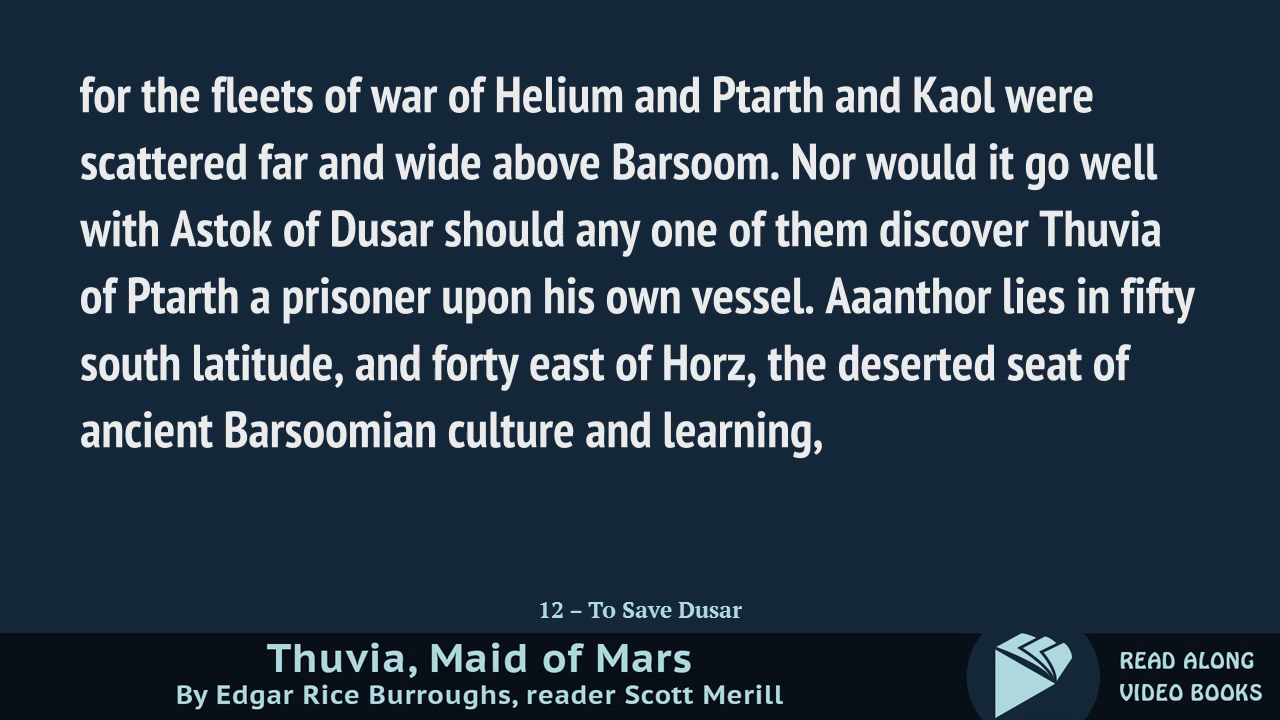 for the fleets of war of Helium and Ptarth and Kaol were
scattered far and wide above Barsoom. Nor would it go well
with Astok of Dusar should any one of them discover Thuvia
of Ptarth a prisoner upon his own vessel. Aaanthor lies in fifty
south latitude, and forty east of Horz, the deserted seat of
ancient Barsoomian culture and learning,
12 – To Save Dusar
Thuvia, Maid of Mars
By Edgar Rice Burroughs, reader Scott Merill
READ ALONG
VIDEO BOOKS